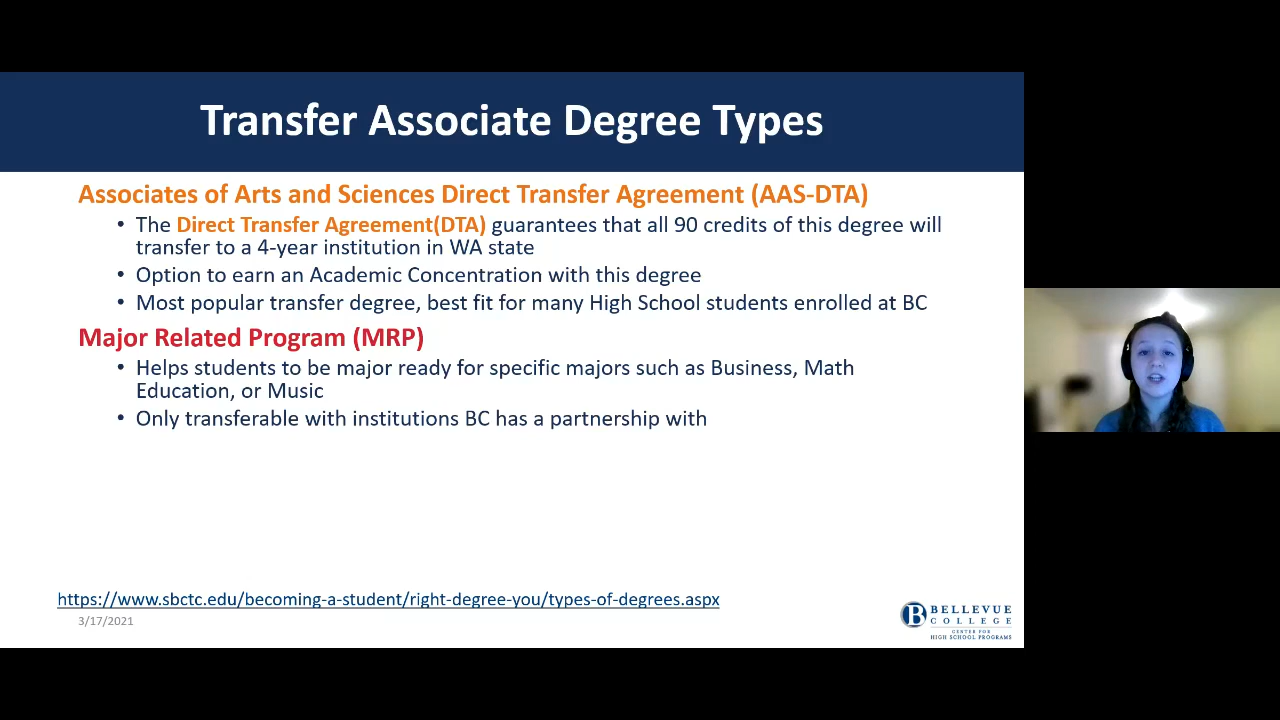 Transfer Associate Degree Types
Associates of Arts and Sciences Direct Transfer Agreement (AAS-DTA)
• The Direct Transfer Agreement(DTA) guarantees that all 90 credits of this degree will
transfer to a 4-year institution in WA state
• Option to earn an Academic Concentration with this degree
• Most popular transfer degree, best fit for many High School students enrolled at BC
Major Related Program (MRP)
• Helps students to be major ready for specific majors such as Business, Math
Education, or Music
• Only transferable with institutions BC has a partnership with
https://www.sbctc.edu/becoming-a-student/right-degree-you/types-of-degrees.aspx
3/17/2021
B BELLEVUE
COLLEGE
CENTER FOR
HIGH SCHOOL PROGRAMS